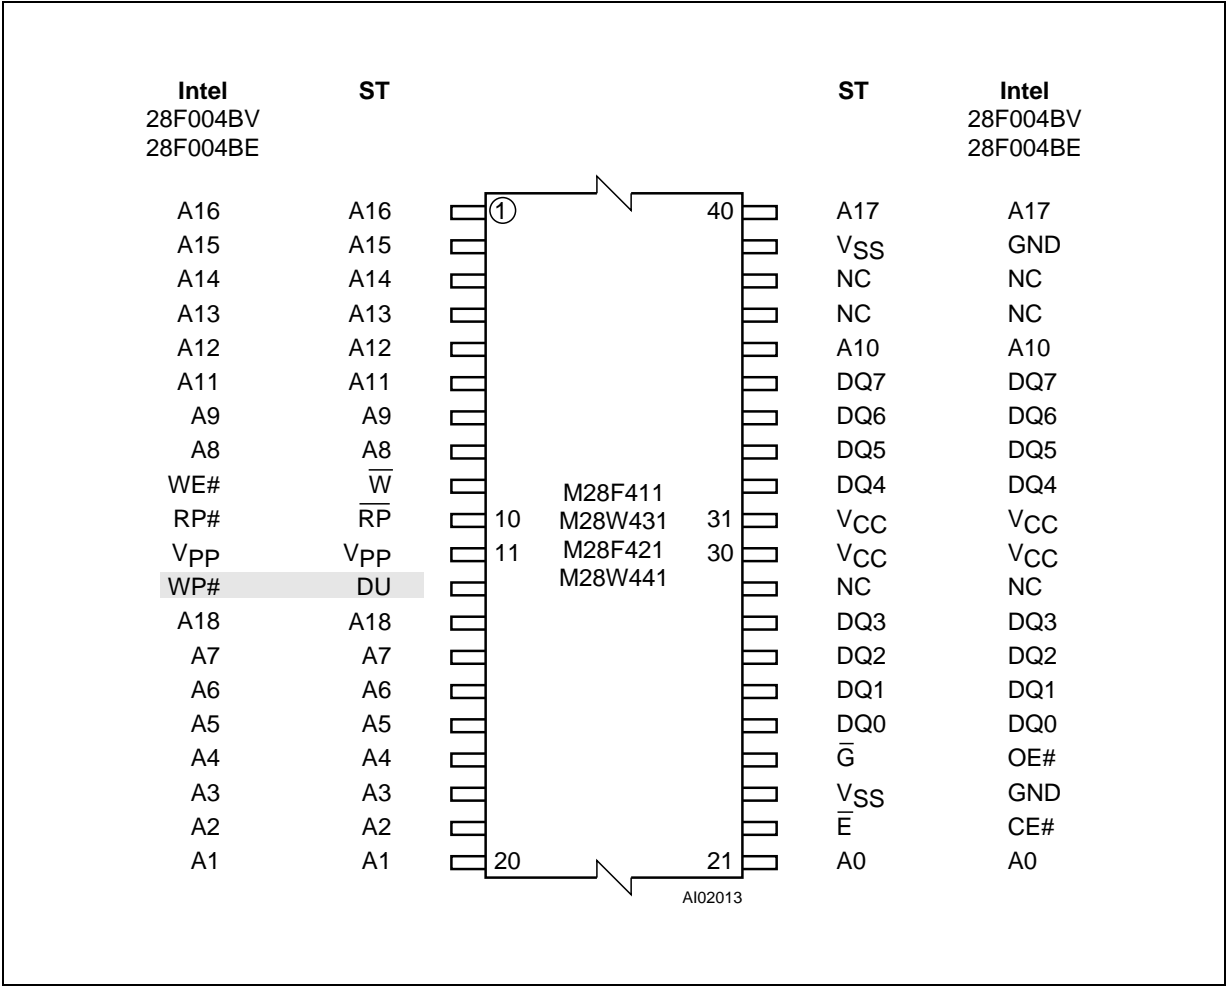 Intel ST ST Intel
28F004BV 28F004BV
28F004BE 28F004BE
A16 A16 1 40 A17 A17
A15 A15 VSS GND
A14 A14 NC NC
A13 A13 NC NC
A12 A12 A10 A10
A11 A11 DQ7 DQ7
A9 A9 DQ6 DQ6
A8 A8 DQ5 DQ5
WE# W̅ DQ4 DQ4
M28F411
RP# R̅P̅ 10 M28W431 31 VCC VCC
VPP VPP 11 M28F421 30 VCC VCC
WP# DU M28W441 NC NC
A18 A18 DQ3 DQ3
A7 A7 DQ2 DQ2
A6 A6 DQ1 DQ1
A5 A5 DQ0 DQ0
A4 A4 G̅ OE#
A3 A3 VSS GND
A2 A2 E̅ CE#
A1 A1 20 21 A0 A0
AI02013